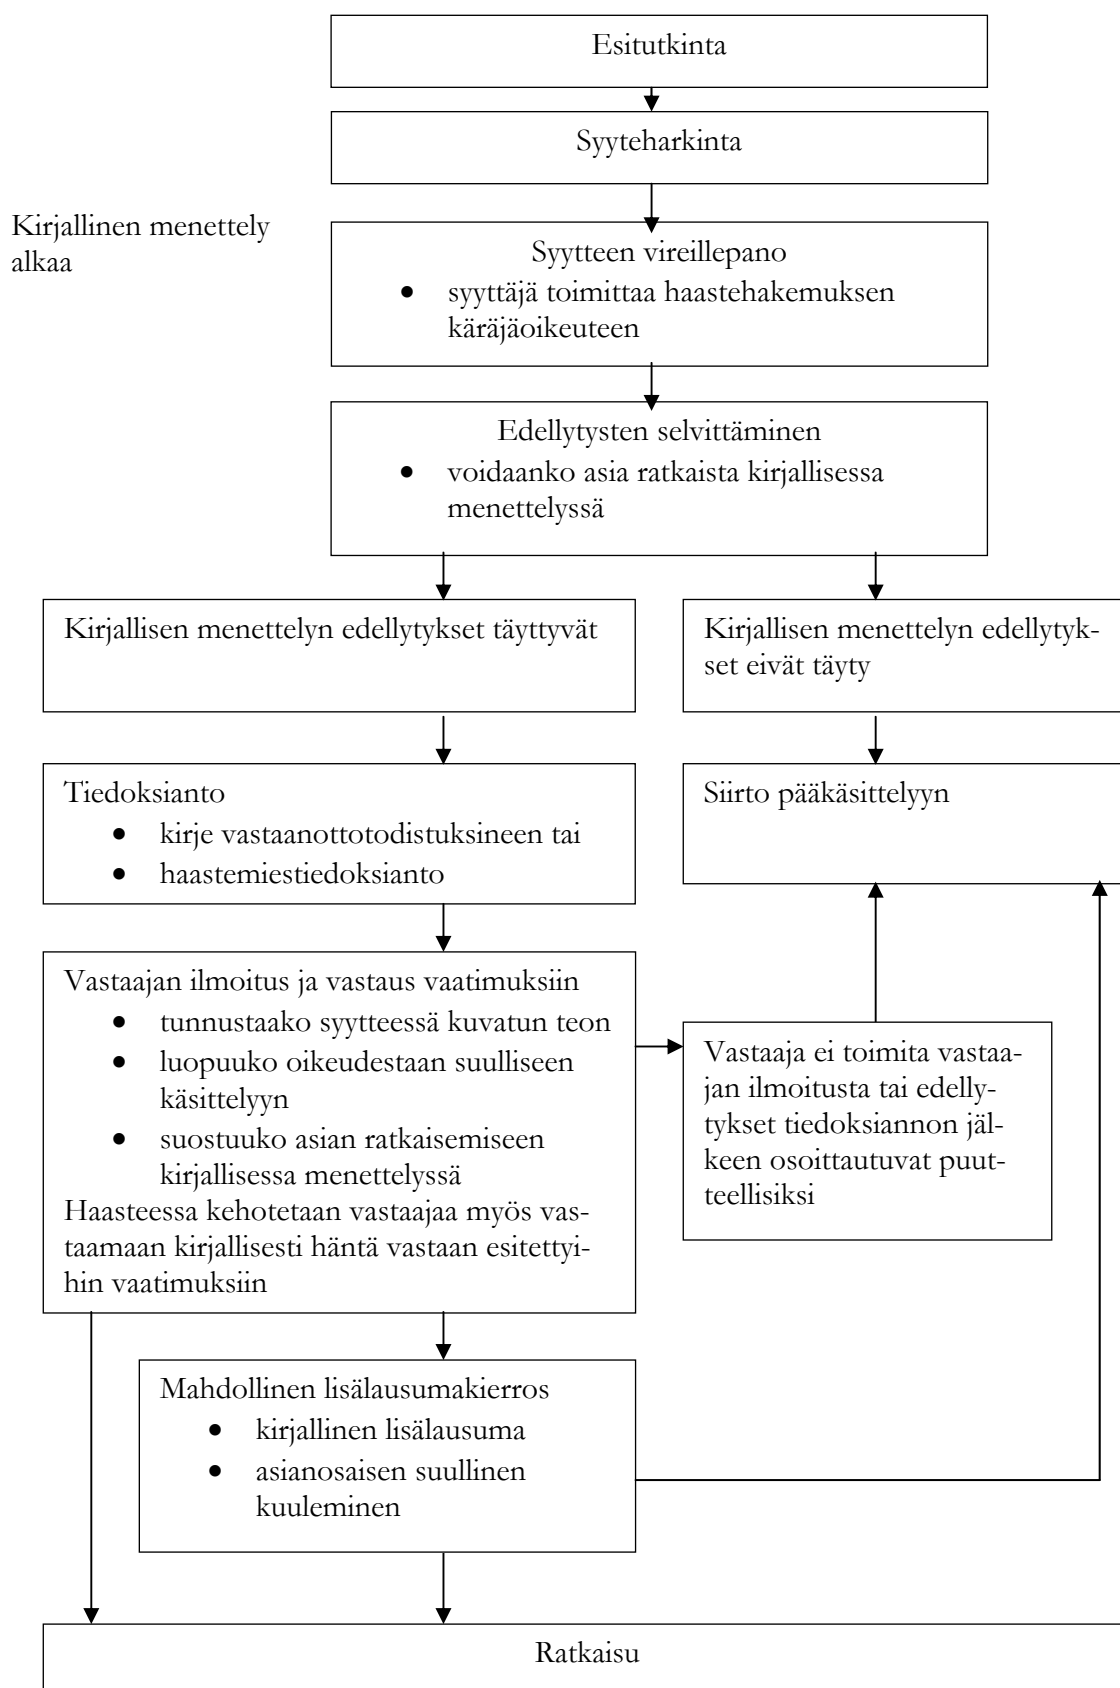 Esitutkinta
Syyteharkinta
Kirjallinen menettely
alkaa
Syytteen vireillepano
• syyttäjä toimittaa haastehakemuksen
käräjäoikeuteen
Edellytysten selvittäminen
• voidaanko asia ratkaista kirjallisessa
menettelyssä
Kirjallisen menettelyn edellytykset täyttyvät
Kirjallisen menettelyn edellytyk-
set eivät täyty
Tiedoksianto
• kirje vastaanottotodistuksineen tai
• haastemiestiedoksianto
Siirto pääkäsittelyyn
Vastaajan ilmoitus ja vastaus vaatimuksiin
• tunnustaako syytteessä kuvatun teon
• luopuuko oikeudestaan suulliseen
käsittelyyn
• suostuuko asian ratkaisemiseen
kirjallisessa menettelyssä
Haasteessa kehotetaan vastaajaa myös vas-
taamaan kirjallisesti häntä vastaan esitettyi-
hin vaatimuksiin
Vastaaja ei toimita vastaa-
jan ilmoitusta tai edelly-
tykset tiedoksiannon jäl-
keen osoittautuvat puut-
teellisiksi
Mahdollinen lisälausumakierros
• kirjallinen lisälausuma
• asianosaisen suullinen
kuuleminen
Ratkaisu